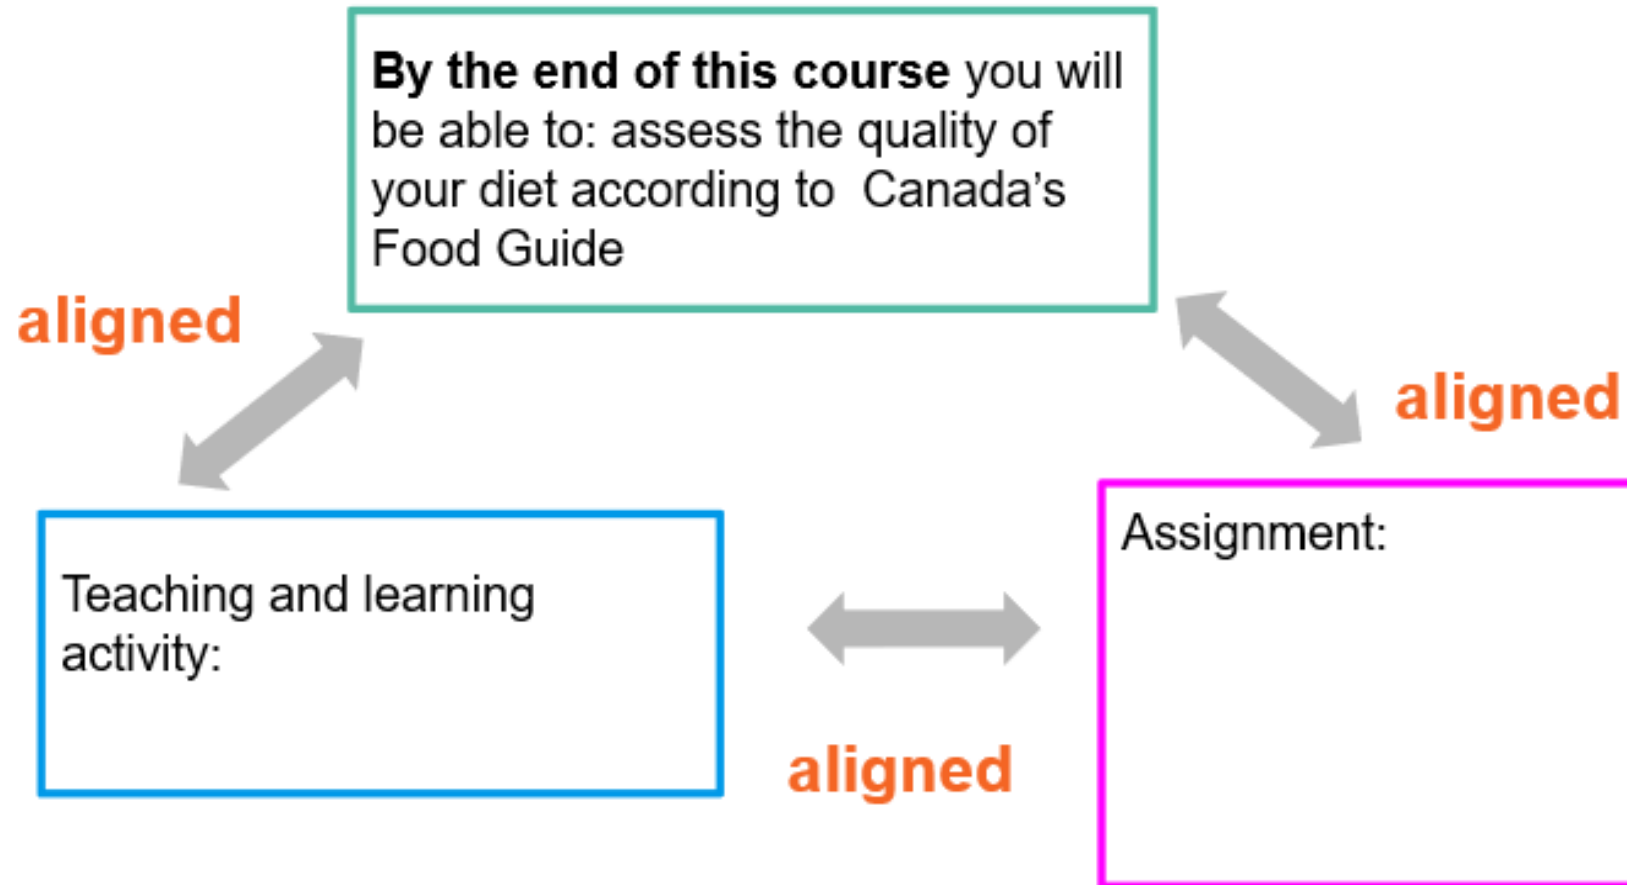 By the end of this course you will
be able to: assess the quality of
your diet according to  Canada’s
Food Guide
aligned
aligned
Teaching and learning
activity:
Assignment:
aligned